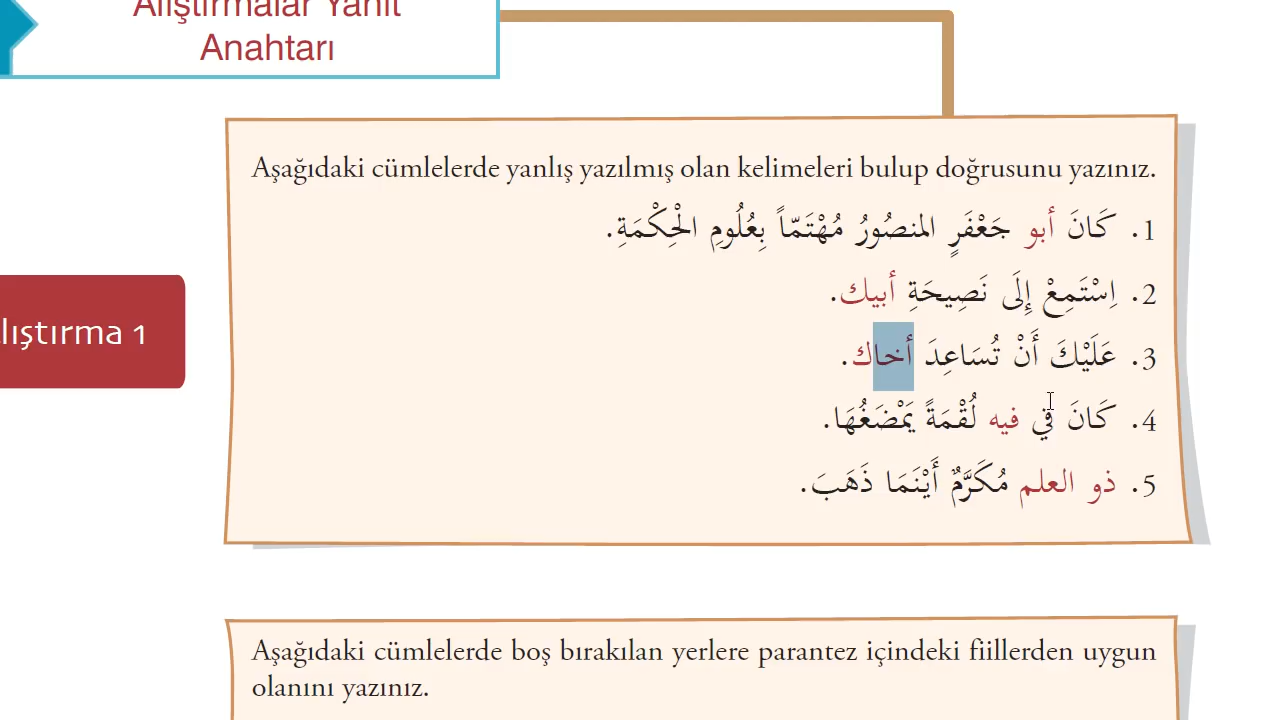 Alıştırmalar Yanıt
Anahtarı
Aşağıdaki cümlelerde yanlış yazılmış olan kelimeleri bulup doğrusunu yazınız.
1. كَانَ أبو جَعْفَرٍ المنصُورُ مُهْتَمّاً بِعُلُومِ الْحِكْمَةِ.
2. اِسْتَمِعْ إِلَى نَصِيحَةِ أبيك.
3. عَلَيْكَ أَنْ تُسَاعِدَ أخاك.
lıştırma 1
4. كَانَ فِي فيه لُقْمَةً يَمْضَغُهَا.
5. ذو العلم مُكَرَّمٌ أَيْنَمَا ذَهَبَ.
Aşağıdaki cümlelerde boş bırakılan yerlere parantez içindeki fiillerden uygun
olanını yazınız.